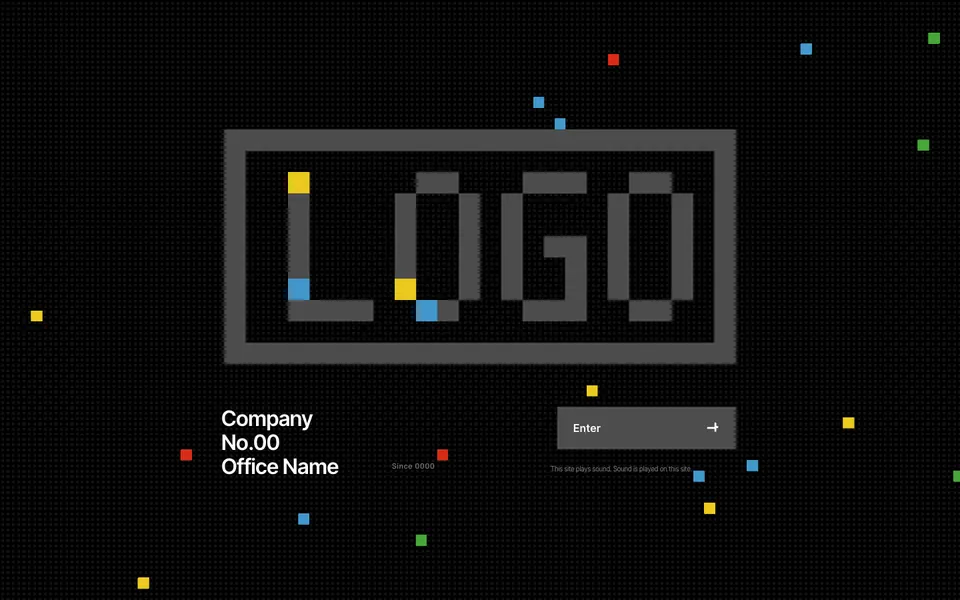 LOGO
Company
No.00
Office Name
Since 0000
Enter
This site plays sound. Sound is played on this site.